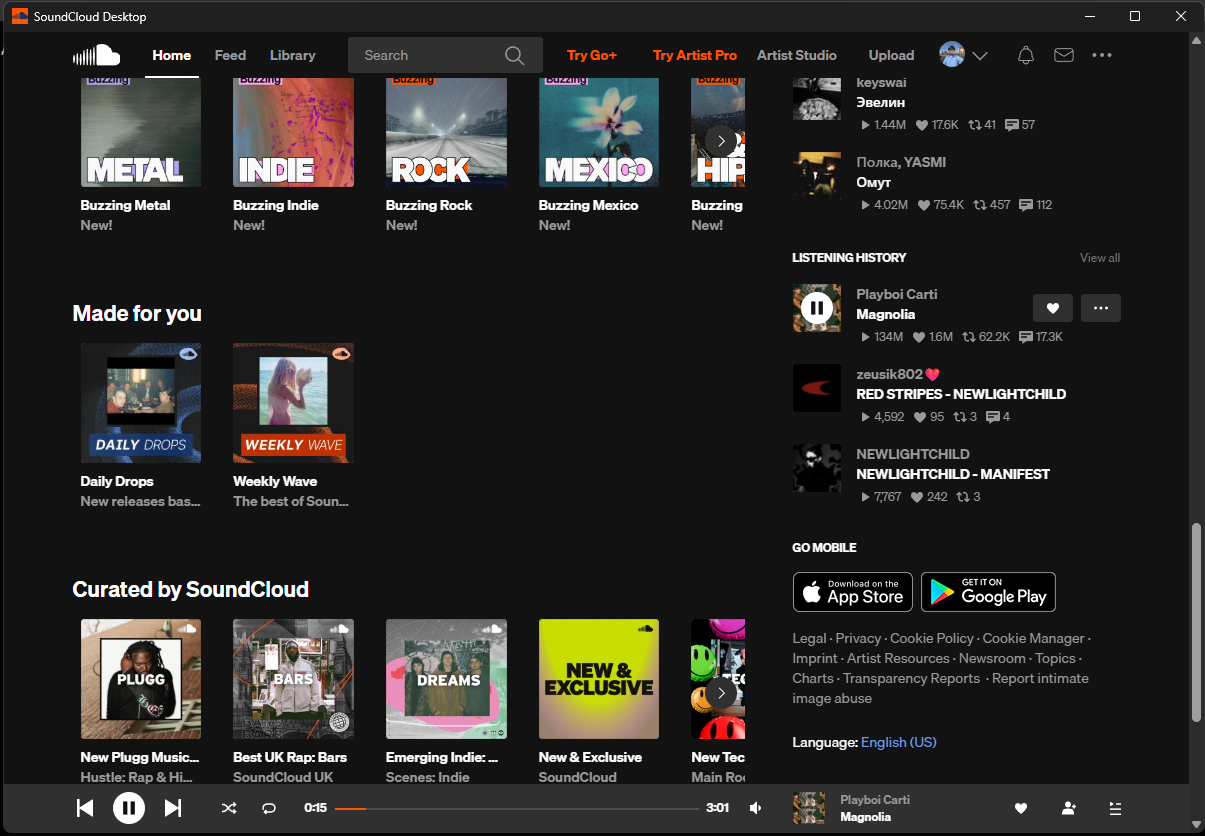 SoundCloud Desktop
Home
Feed
Library
Search
Try Go+
Try Artist Pro
Artist Studio
Upload
Buzzing
Buzzing
Buzzing
Buzzing
METAL
INDIE
ROCK
MEXICO
HIP
Buzzing Metal
Buzzing Indie
Buzzing Rock
Buzzing Mexico
Buzzing
New!
New!
New!
New!
New!
Made for you
DAILY DROPS
WEEKLY WAVE
Daily Drops
Weekly Wave
New releases bas...
The best of Soun...
Curated by SoundCloud
PLUGG
BARS
DREAMS
NEW &
EXCLUSIVE
New Plugg Music...
Best UK Rap: Bars
Emerging Indie: ...
New & Exclusive
New Tec
Hustle: Rap & Hi...
SoundCloud UK
Scenes: Indie
SoundCloud
Main Roo
keyswai
Эвелин
1.44M 17.6K 41 57
Полка, YASMI
Омут
4.02M 75.4K 457 112
LISTENING HISTORY
View all
Playboi Carti
Magnolia
134M 1.6M 62.2K 17.3K
zeusik802💗
RED STRIPES - NEWLIGHTCHILD
4,592 95 3 4
NEWLIGHTCHILD
NEWLIGHTCHILD - MANIFEST
7,767 242 3
GO MOBILE
Download on the
App Store
GET IT ON
Google Play
Legal · Privacy · Cookie Policy · Cookie Manager ·
Imprint · Artist Resources · Newsroom · Topics ·
Charts · Transparency Reports · Report intimate
image abuse
Language: English (US)
0:15
3:01
Playboi Carti
Magnolia